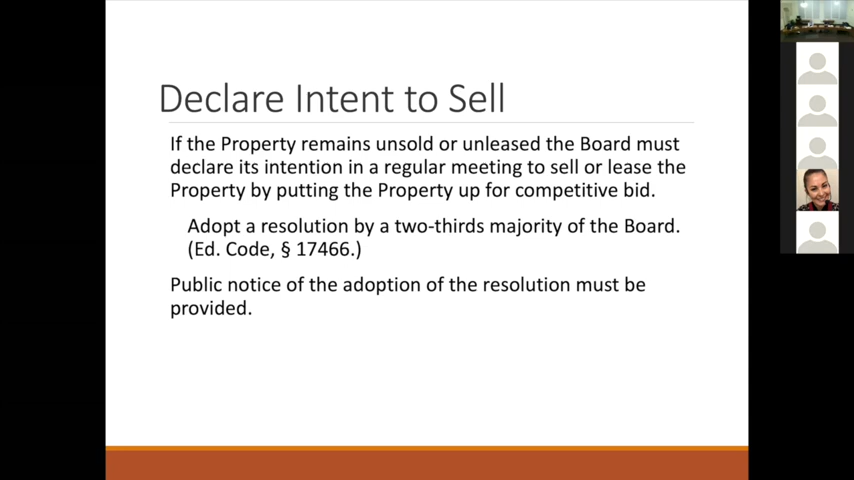 Declare Intent to Sell
If the Property remains unsold or unleased the Board must
declare its intention in a regular meeting to sell or lease the
Property by putting the Property up for competitive bid.
Adopt a resolution by a two-thirds majority of the Board.
(Ed. Code, § 17466.)
Public notice of the adoption of the resolution must be
provided.